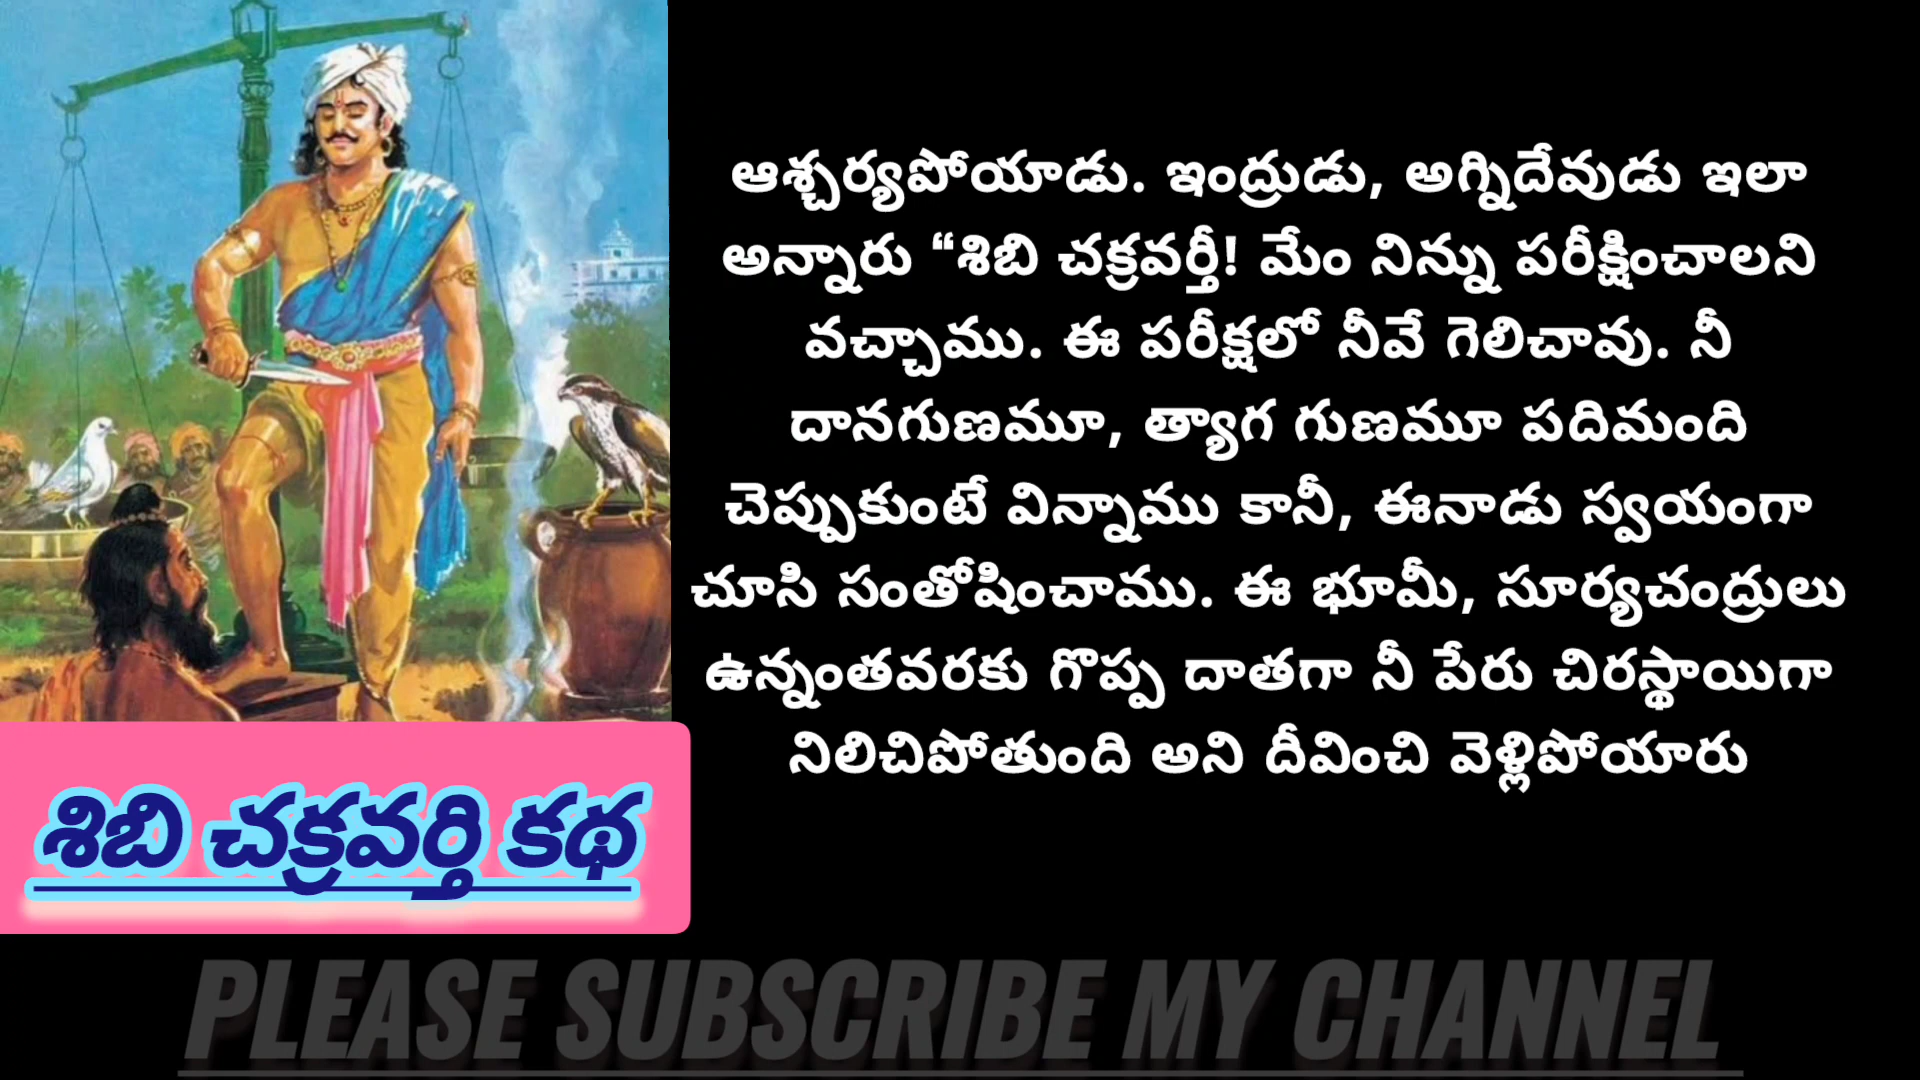 ఆశ్చర్యపోయాడు. ఇంద్రుడు, అగ్నిదేవుడు ఇలా
అన్నారు “శిబి చక్రవర్తీ! మేం నిన్ను పరీక్షించాలని
వచ్చాము. ఈ పరీక్షలో నీవే గెలిచావు. నీ
దానగుణమూ, త్యాగ గుణమూ పదిమంది
చెప్పుకుంటే విన్నాము కానీ, ఈనాడు స్వయంగా
చూసి సంతోషించాము. ఈ భూమీ, సూర్యచంద్రులు
ఉన్నంతవరకు గొప్ప దాతగా నీ పేరు చిరస్థాయిగా
నిలిచిపోతుంది అని దీవించి వెళ్లిపోయారు
శిబి చక్రవర్తి కథ
PLEASE SUBSCRIBE MY CHANNEL